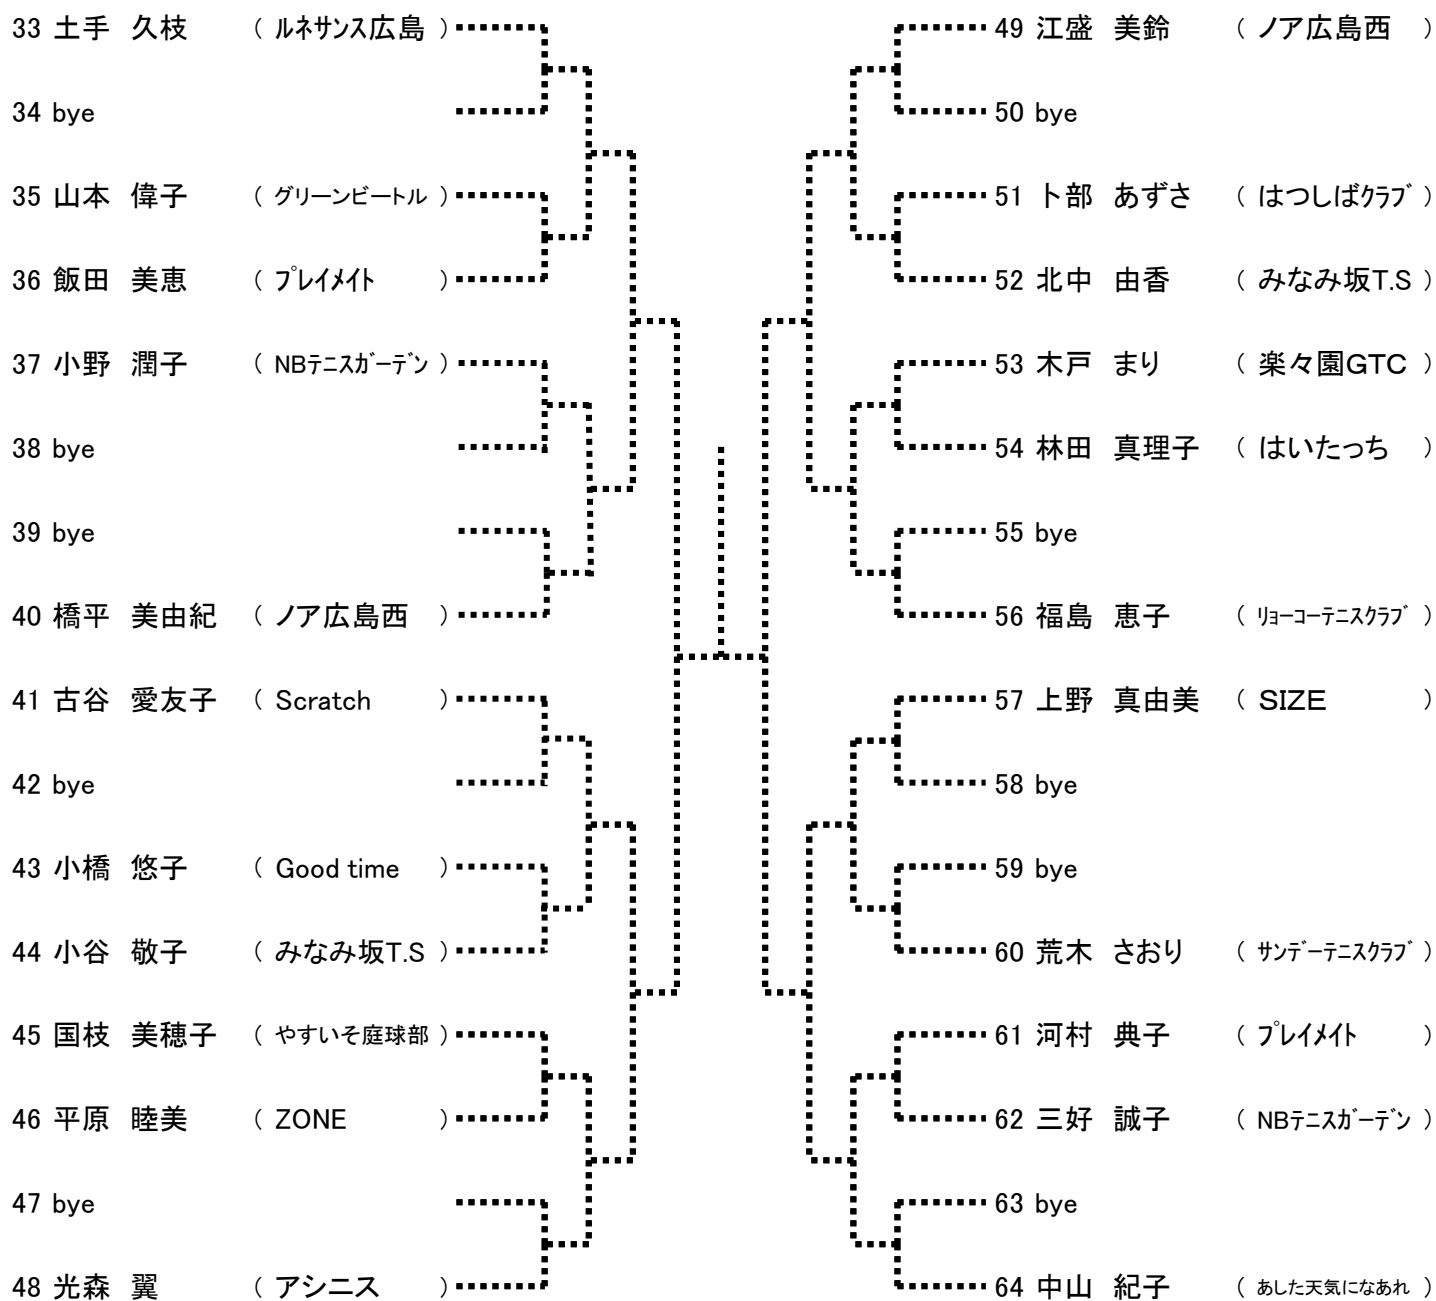 33 土手 久枝 ( ルネサンス広島 )
34 bye
35 山本 偉子 ( グリーンビートル )
36 飯田 美恵 ( プレイメイト )
37 小野 潤子 ( NBテニスガーデン )
38 bye
39 bye
40 橋平 美由紀 ( ノア広島西 )
41 古谷 愛友子 ( Scratch )
42 bye
43 小橋 悠子 ( Good time )
44 小谷 敬子 ( みなみ坂T.S )
45 国枝 美穂子 ( やすいそ庭球部 )
46 平原 睦美 ( ZONE )
47 bye
48 光森 翼 ( アシニス )
49 江盛 美鈴 ( ノア広島西 )
50 bye
51 卜部 あずさ ( はつしばクラブ )
52 北中 由香 ( みなみ坂T.S )
53 木戸 まり ( 楽々園GTC )
54 林田 真理子 ( はいたっち )
55 bye
56 福島 恵子 ( リョーコーテニスクラブ )
57 上野 真由美 ( SIZE )
58 bye
59 bye
60 荒木 さおり ( サンデーテニスクラブ )
61 河村 典子 ( プレイメイト )
62 三好 誠子 ( NBテニスガーデン )
63 bye
64 中山 紀子 ( あした天気になあれ )